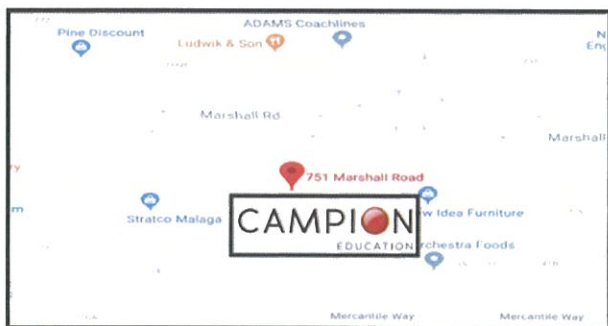 ADAMS Coachlines
Pine Discount
Ludwik & Son
Marshall Rd
Marshall
751 Marshall Road
Stratco Malaga
CAMPION
EDUCATION
w Idea Furniture
rchestra Foods
Mercantile Way
Mercantile Way